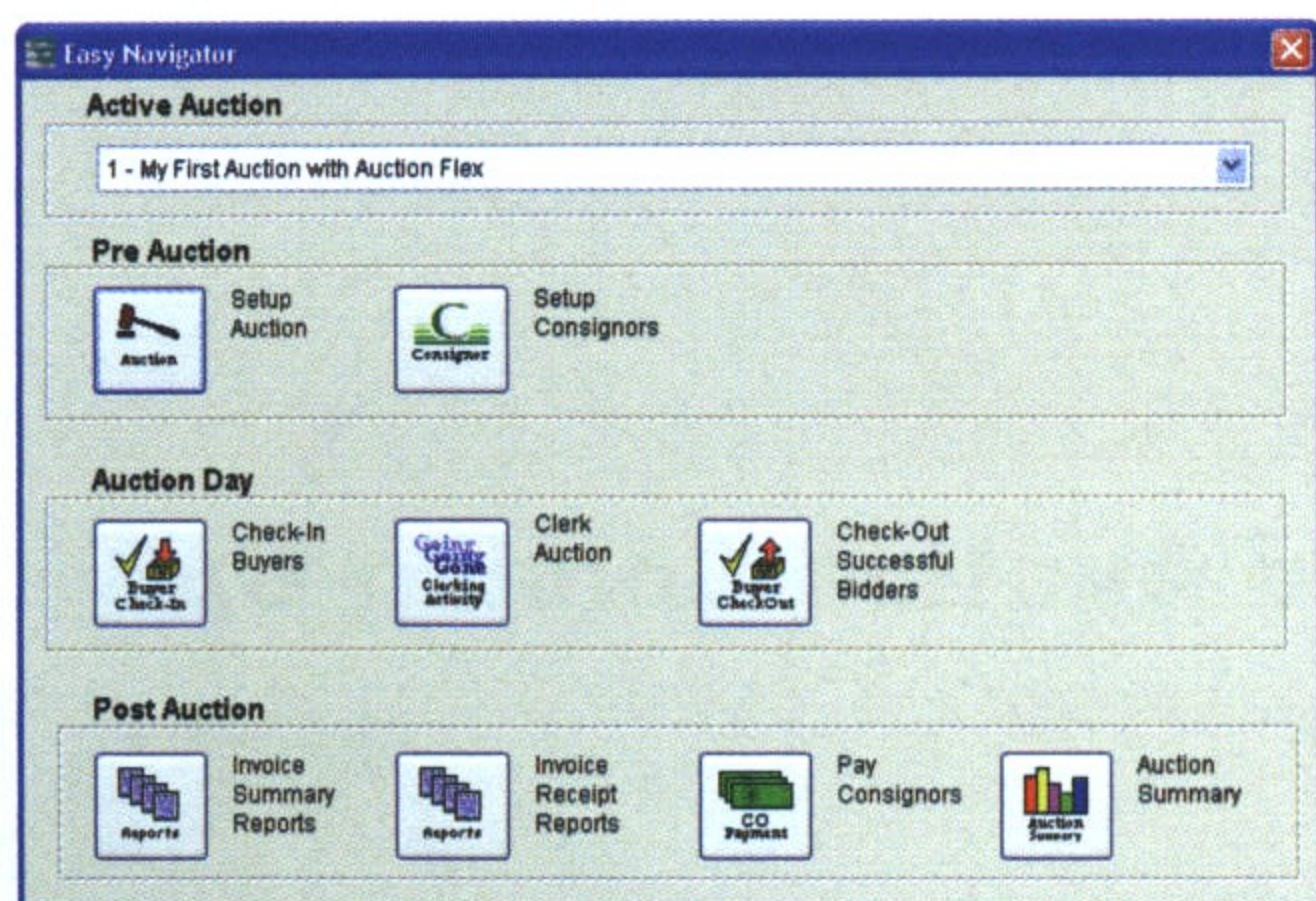 Easy Navigator
Active Auction
1 - My First Auction with Auction Flex
Pre Auction
Auction
Setup
Auction
Consignor
Setup
Consignors
Auction Day
Buyer
Check-In
Check-In
Buyers
Going
Going
Gone
Clerking
Activity
Clerk
Auction
Buyer
CheckOut
Check-Out
Successful
Bidders
Post Auction
Reports
Invoice
Summary
Reports
Reports
Invoice
Receipt
Reports
CO
Payment
Pay
Consignors
Auction
Summary
Auction
Summary